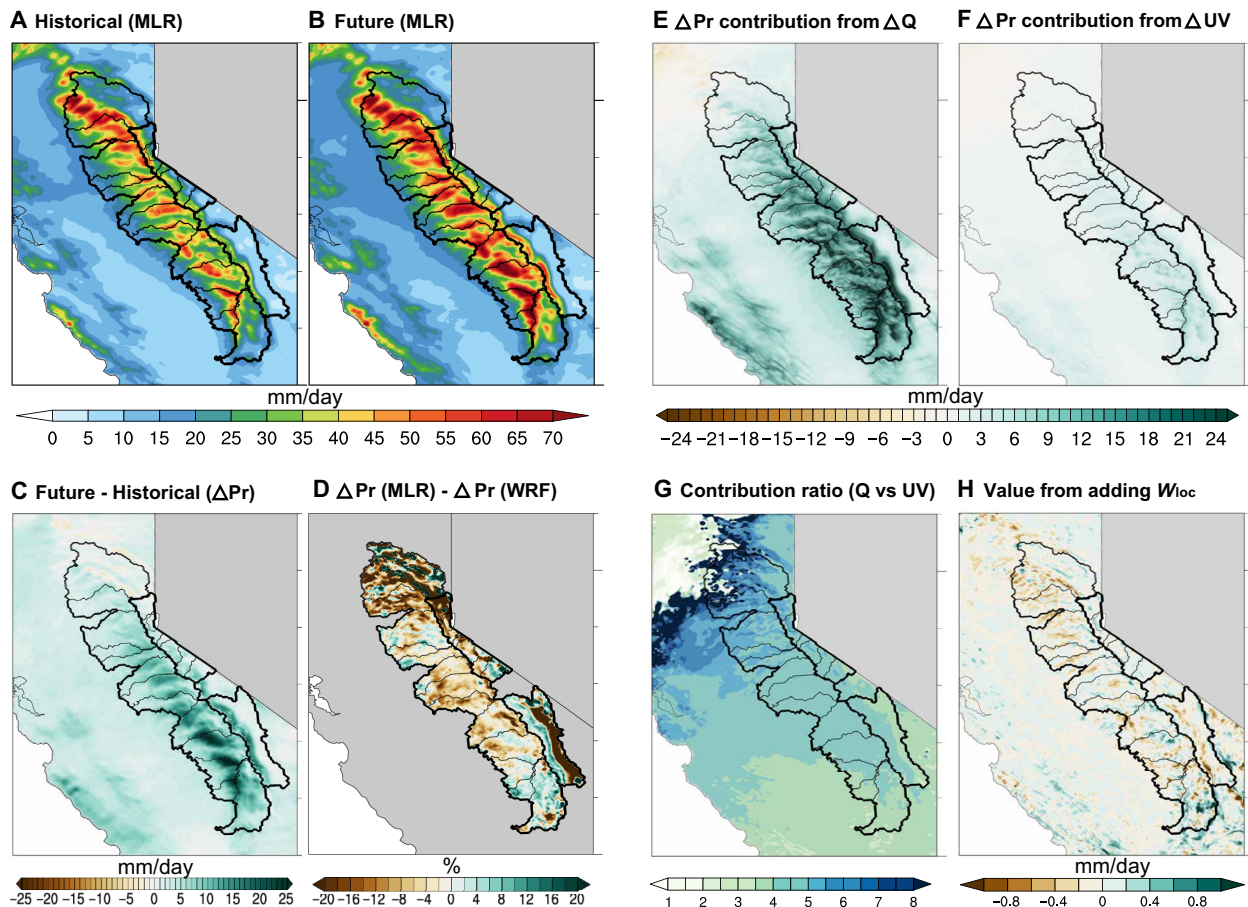 A Historical (MLR)
B Future (MLR)
E △Pr contribution from △Q
F △Pr contribution from △UV
mm/day
0 5 10 15 20 25 30 35 40 45 50 55 60 65 70
mm/day
−24 −21 −18 −15 −12 −9 −6 −3 0 3 6 9 12 15 18 21 24
C Future - Historical (△Pr)
D △Pr (MLR) - △Pr (WRF)
G Contribution ratio (Q vs UV)
H Value from adding Wloc
mm/day
−25 −20 −15 −10 −5 0 5 10 15 20 25
%
−20 −16 −12 −8 −4 0 4 8 12 16 20
1 2 3 4 5 6 7 8
mm/day
−0.8 −0.4 0 0.4 0.8